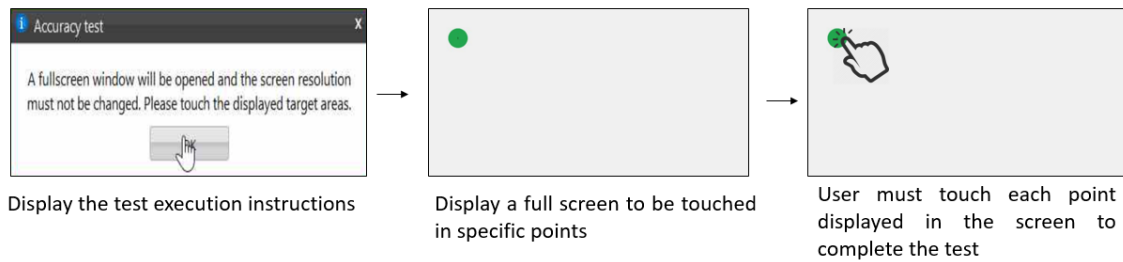 Accuracy test
X
A fullscreen window will be opened and the screen resolution
must not be changed. Please touch the displayed target areas.
Display the test execution instructions
Display a full screen to be touched
in specific points
User must touch each point
displayed in the screen to
complete the test